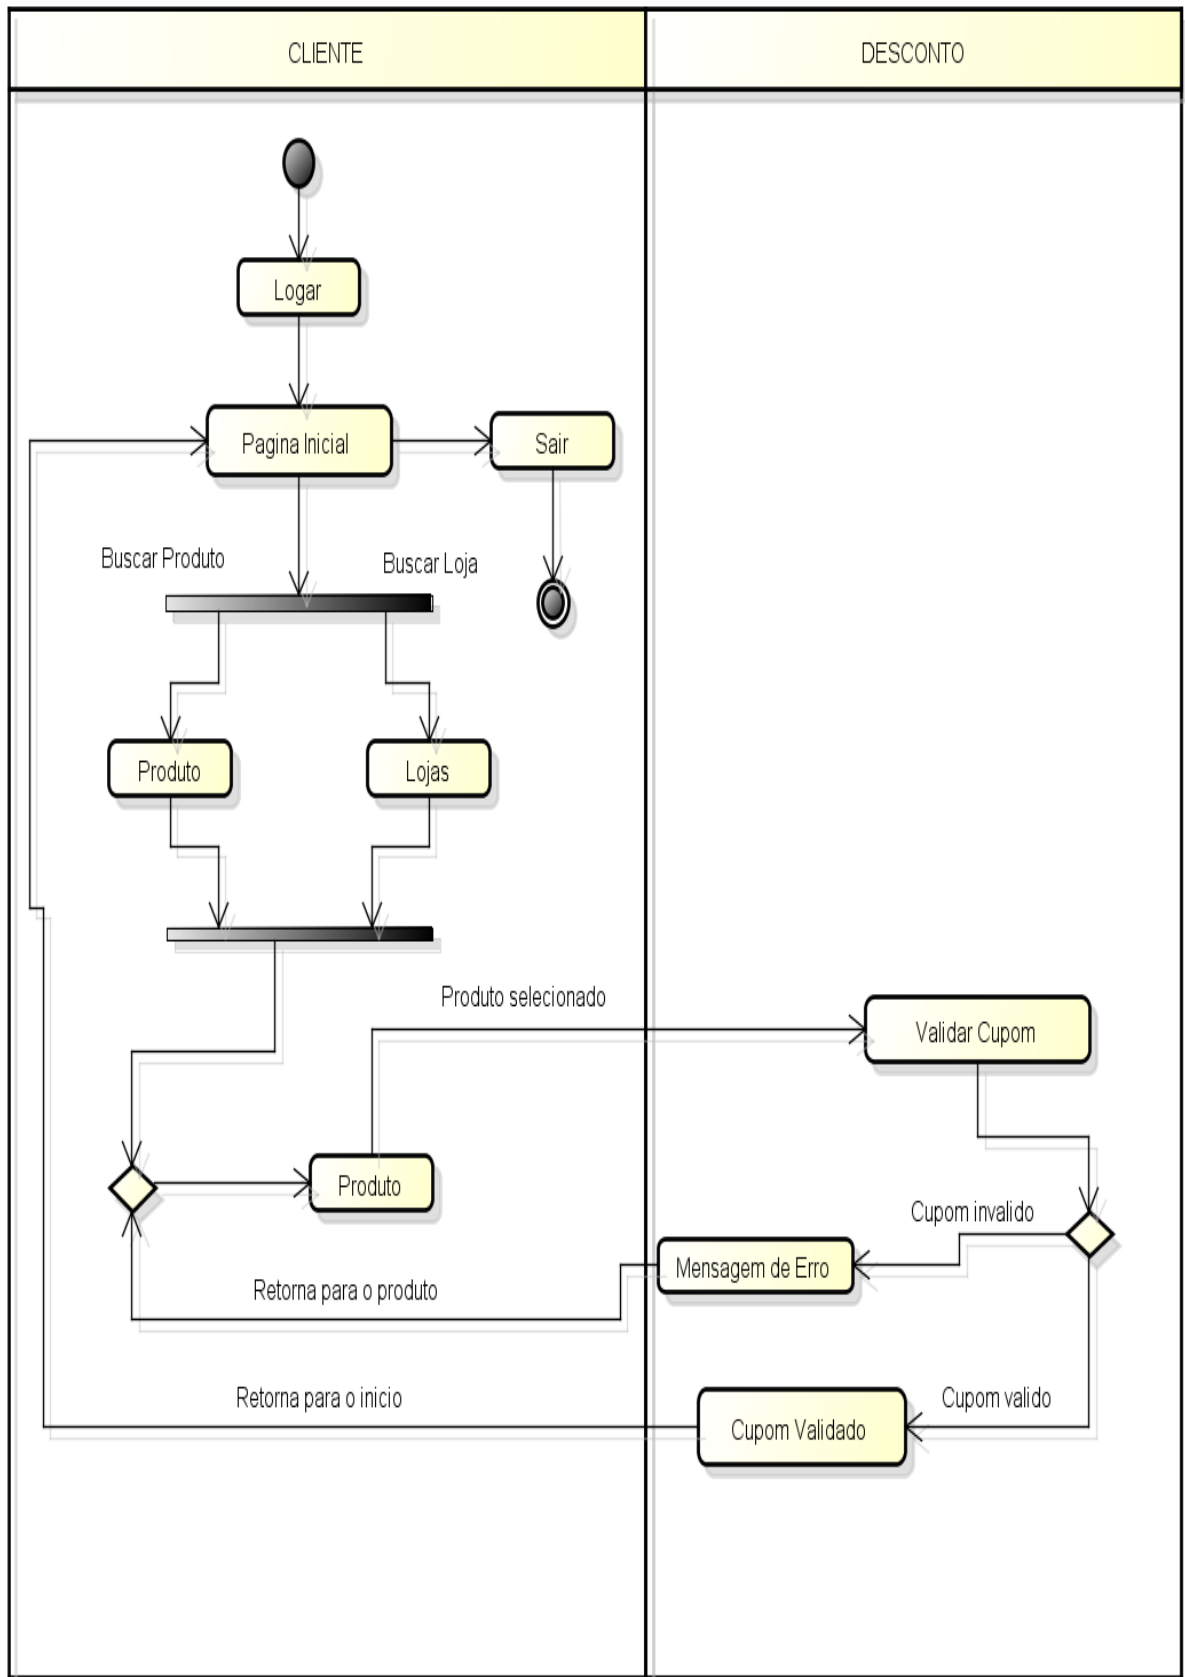 CLIENTE
DESCONTO
Logar
Pagina Inicial
Sair
Buscar Produto
Buscar Loja
Produto
Lojas
Produto selecionado
Validar Cupom
Produto
Cupom invalido
Mensagem de Erro
Retorna para o produto
Retorna para o inicio
Cupom valido
Cupom Validado